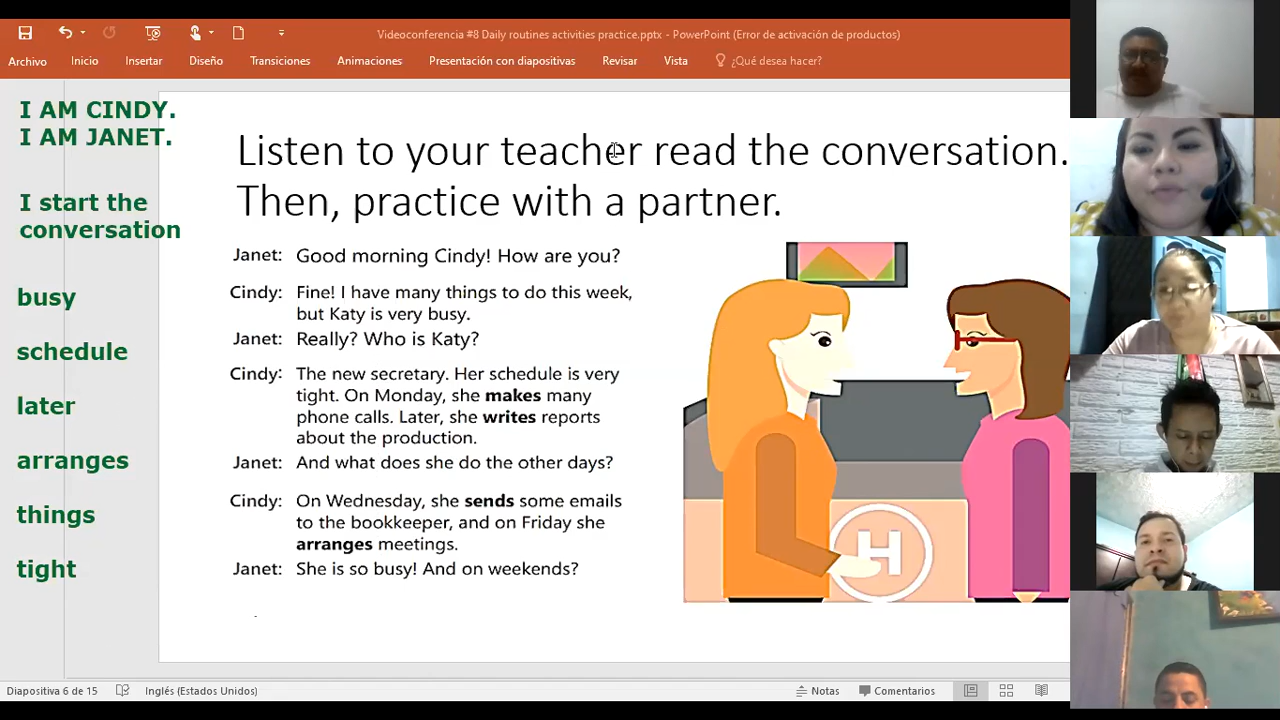 Videoconferencia #8 Daily routines activities practice.pptx - PowerPoint (Error de activación de productos)
Archivo Inicio Insertar Diseño Transiciones Animaciones Presentación con diapositivas Revisar Vista ¿Qué desea hacer?
I AM CINDY.
I AM JANET.
I start the
conversation
busy
schedule
later
arranges
things
tight
Listen to your teacher read the conversation.
Then, practice with a partner.
Janet: Good morning Cindy! How are you?
Cindy: Fine! I have many things to do this week,
but Katy is very busy.
Janet: Really? Who is Katy?
Cindy: The new secretary. Her schedule is very
tight. On Monday, she makes many
phone calls. Later, she writes reports
about the production.
Janet: And what does she do the other days?
Cindy: On Wednesday, she sends some emails
to the bookkeeper, and on Friday she
arranges meetings.
Janet: She is so busy! And on weekends?
H
Diapositiva 6 de 15 Inglés (Estados Unidos) Notas Comentarios